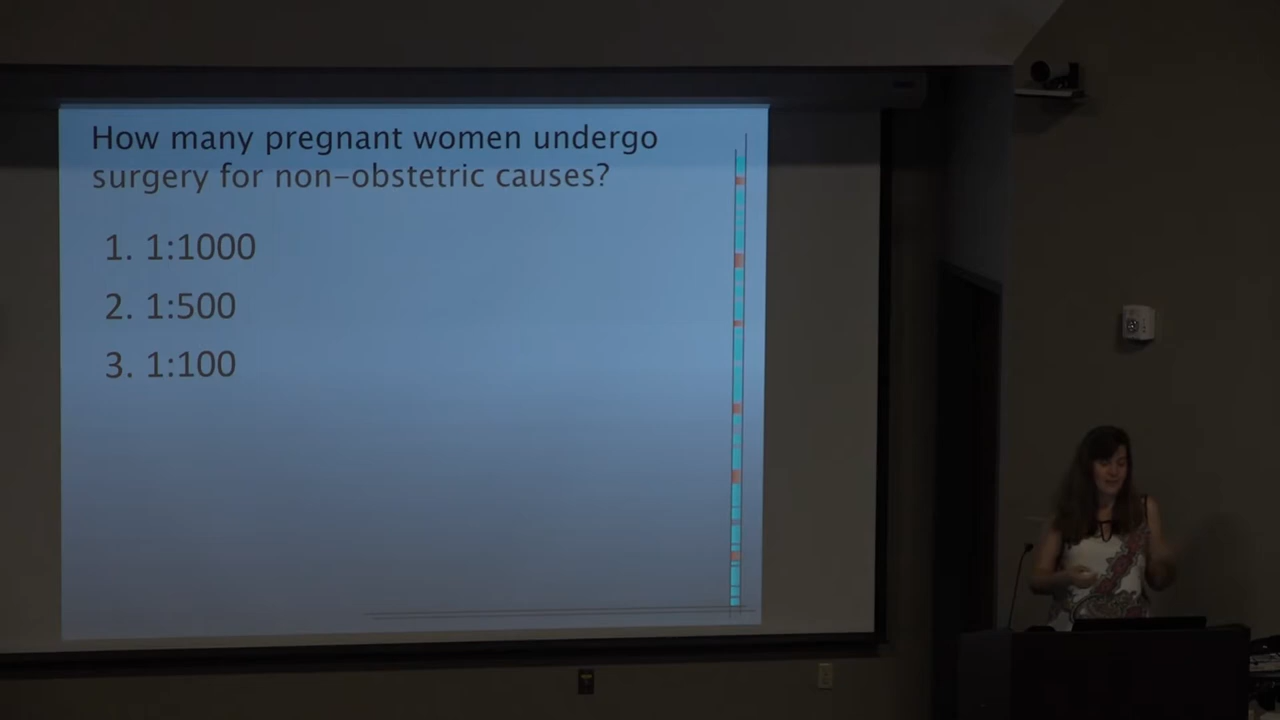 How many pregnant women undergo
surgery for non-obstetric causes?
1. 1:1000
2. 1:500
3. 1:100